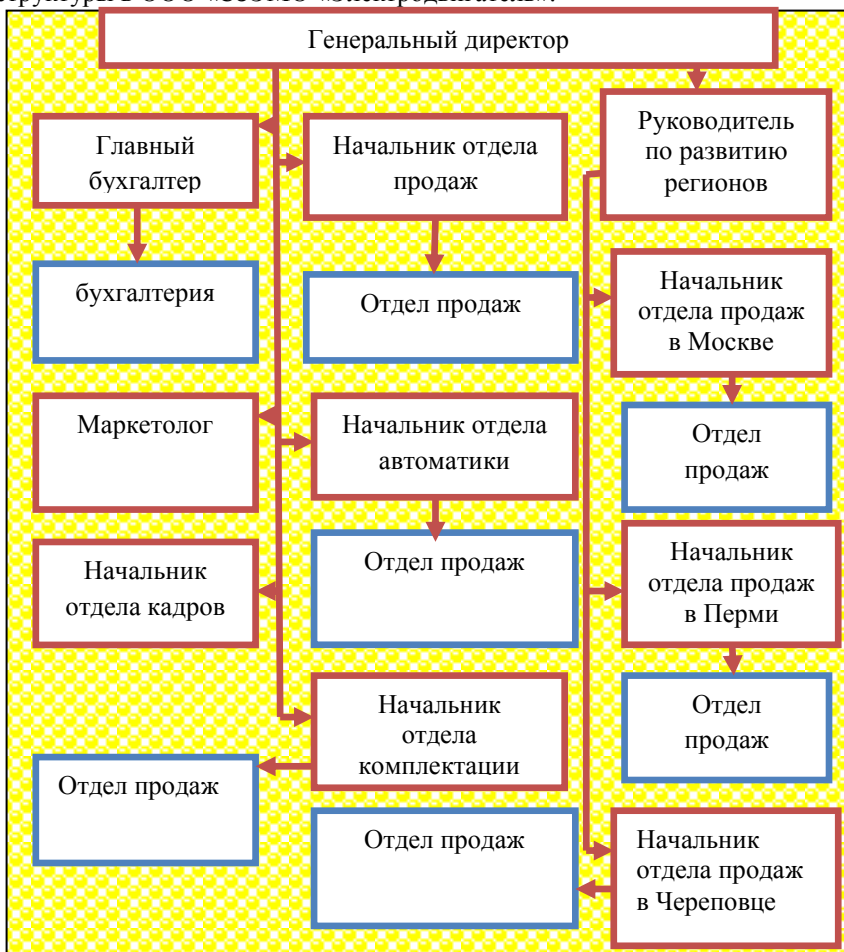 Генеральный директор
Главный
бухгалтер
Начальник отдела
продаж
Руководитель
по развитию
регионов
бухгалтерия
Отдел продаж
Начальник
отдела продаж
в Москве
Маркетолог
Начальник отдела
автоматики
Отдел
продаж
Начальник
отдела кадров
Отдел продаж
Начальник
отдела продаж
в Перми
Начальник
отдела
комплектации
Отдел
продаж
Отдел продаж
Отдел продаж
Начальник
отдела продаж
в Череповце